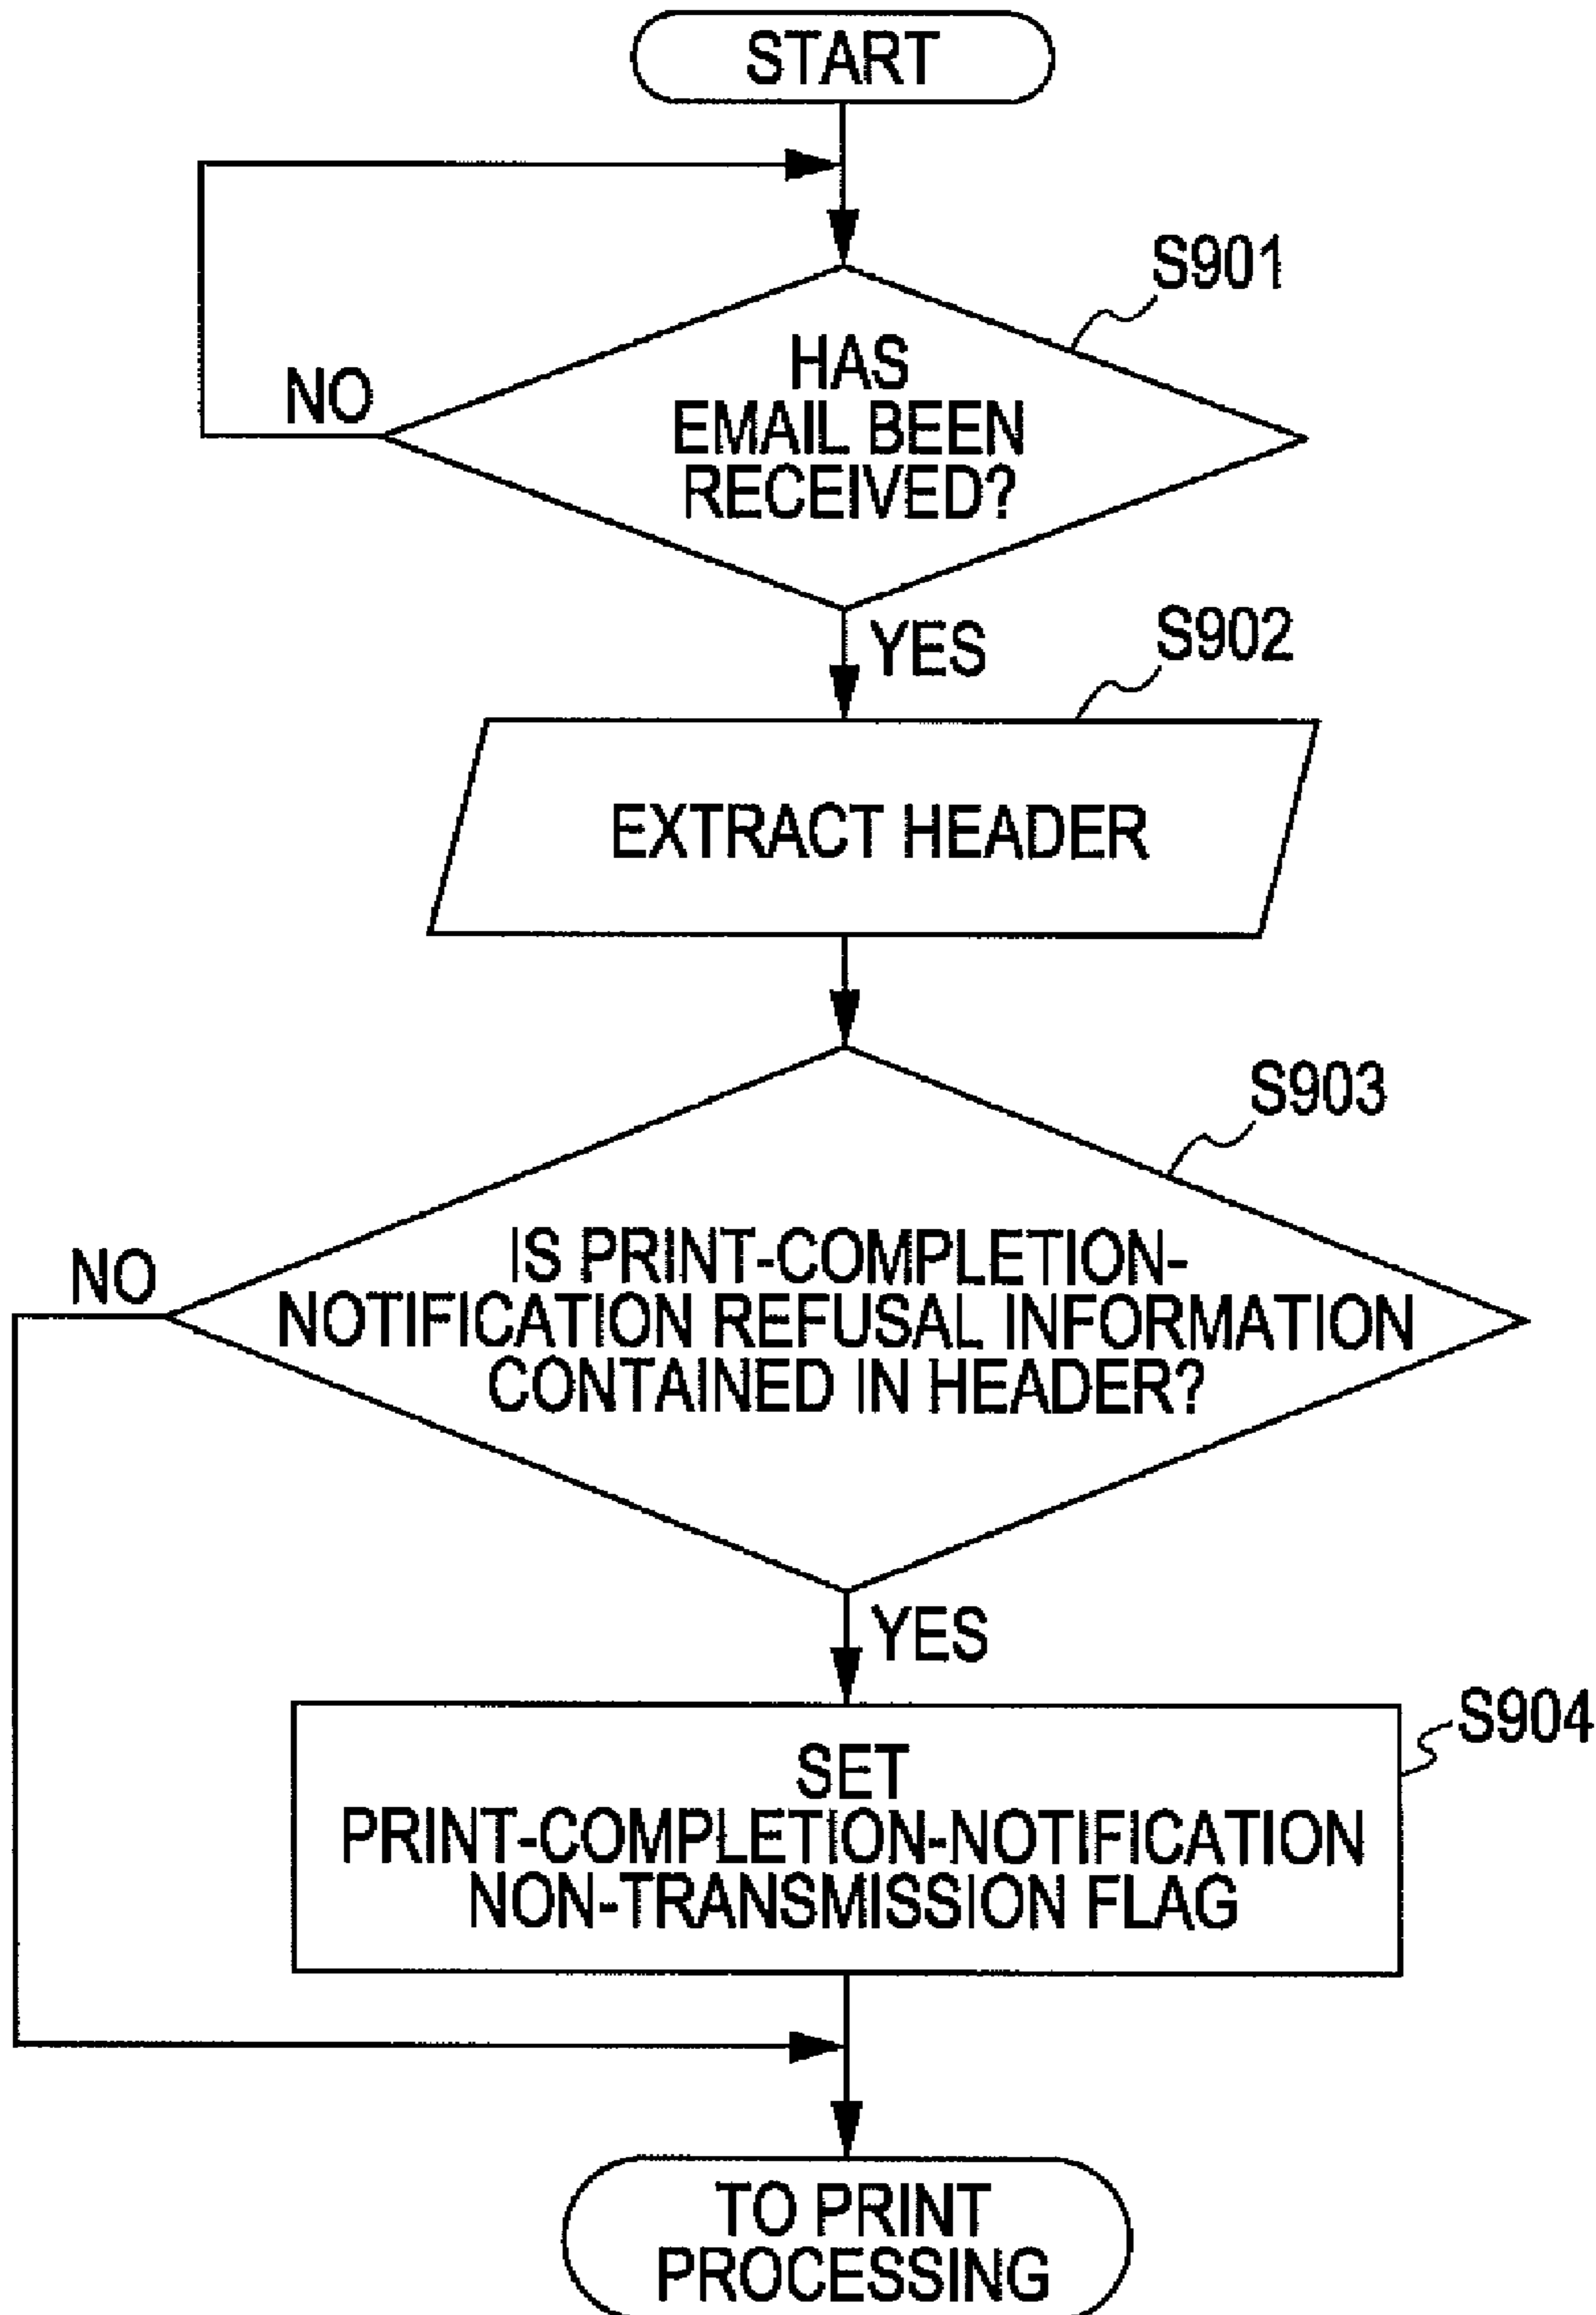 START
S901
HAS
EMAIL BEEN
RECEIVED?
NO
YES
S902
EXTRACT HEADER
S903
IS PRINT-COMPLETION-
NOTIFICATION REFUSAL INFORMATION
CONTAINED IN HEADER?
NO
YES
S904
SET
PRINT-COMPLETION-NOTIFICATION
NON-TRANSMISSION FLAG
TO PRINT
PROCESSING